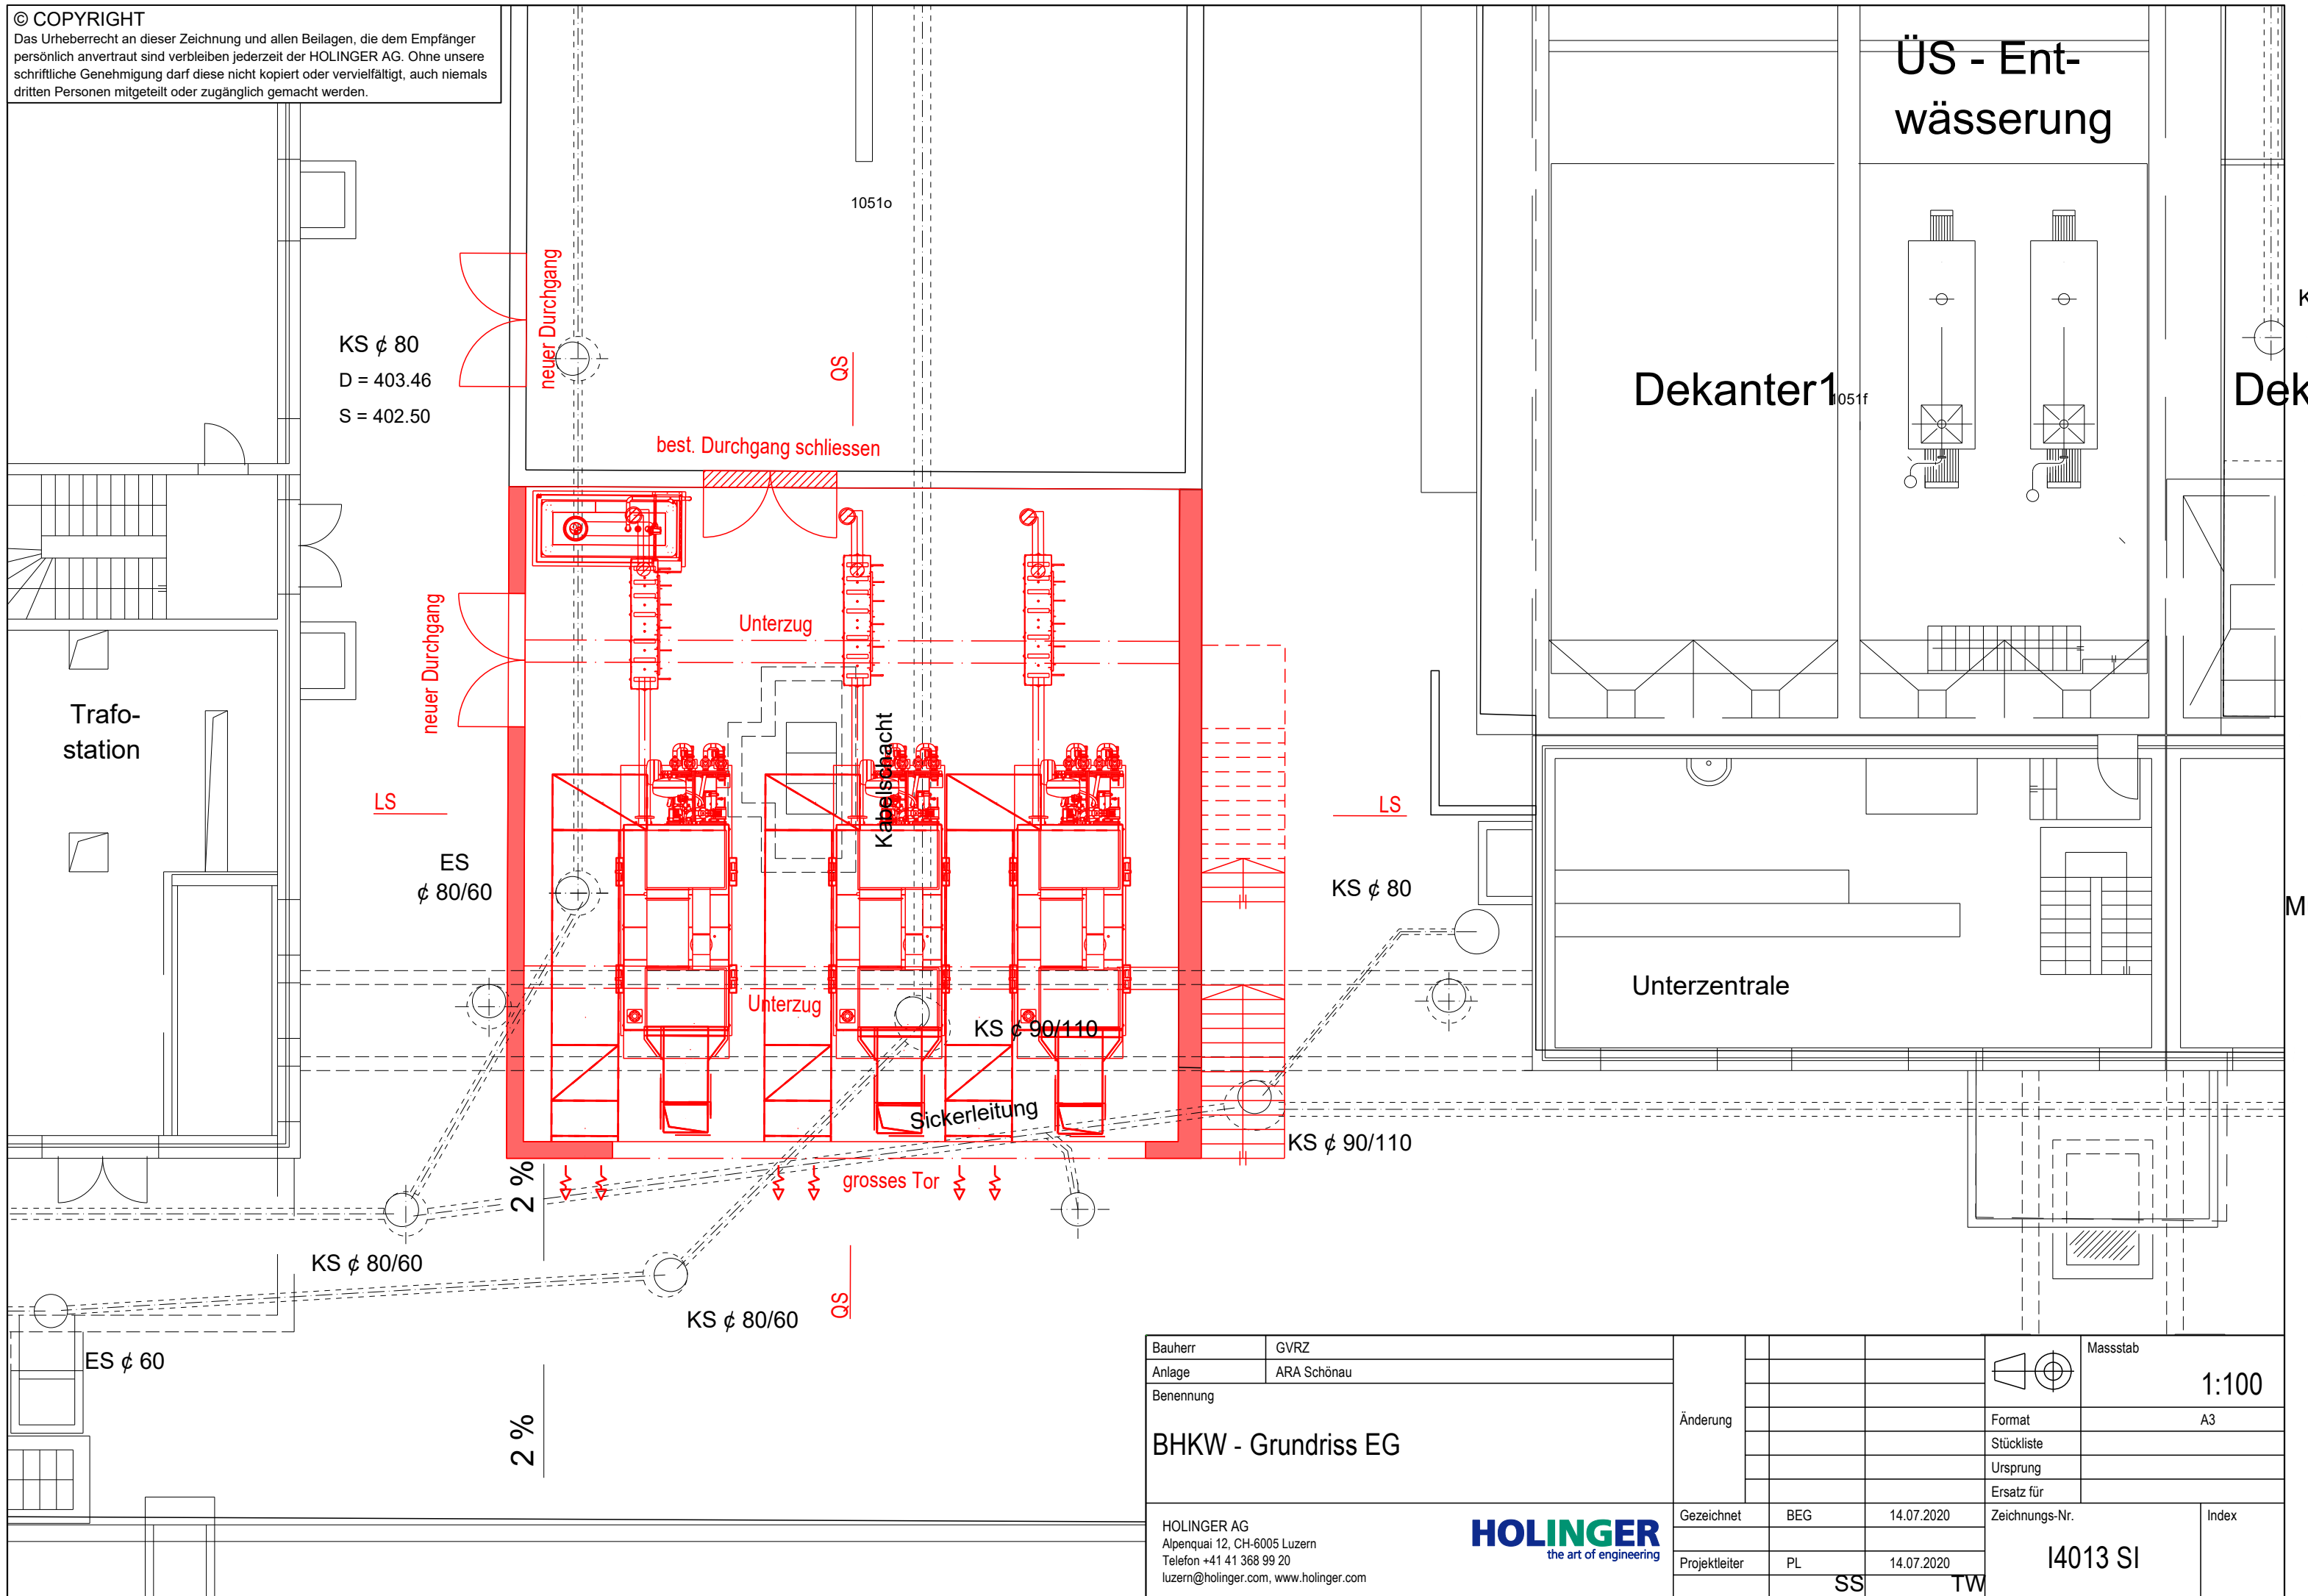 © COPYRIGHT
Das Urheberrecht an dieser Zeichnung und allen Beilagen, die dem Empfänger
persönlich anvertraut sind verbleiben jederzeit der HOLINGER AG. Ohne unsere
schriftliche Genehmigung darf diese nicht kopiert oder vervielfältigt, auch niemals
dritten Personen mitgeteilt oder zugänglich gemacht werden.
ÜS - Ent-
wässerung
1051o
neuer Durchgang
KS ¢ 80
D = 403.46
S = 402.50
QS
best. Durchgang schliessen
Dekanter1
1051f
Dek
K
neuer Durchgang
Unterzug
Trafo-
station
Kabelschacht
LS
LS
ES
¢ 80/60
KS ¢ 80
M
Unterzentrale
Unterzug
KS ¢ 90/110
Sickerleitung
KS ¢ 90/110
2 %
grosses Tor
KS ¢ 80/60
QS
KS ¢ 80/60
ES ¢ 60
2 %
Bauherr GVRZ
Anlage ARA Schönau
Benennung
BHKW - Grundriss EG
Änderung
Massstab
1:100
Format A3
Stückliste
Ursprung
Ersatz für
HOLINGER AG
Alpenquai 12, CH-6005 Luzern
Telefon +41 41 368 99 20
luzern@holinger.com, www.holinger.com
HOLINGER
the art of engineering
Gezeichnet BEG 14.07.2020
Projektleiter PL 14.07.2020
SS TW
Zeichnungs-Nr.
I4013 SI
Index